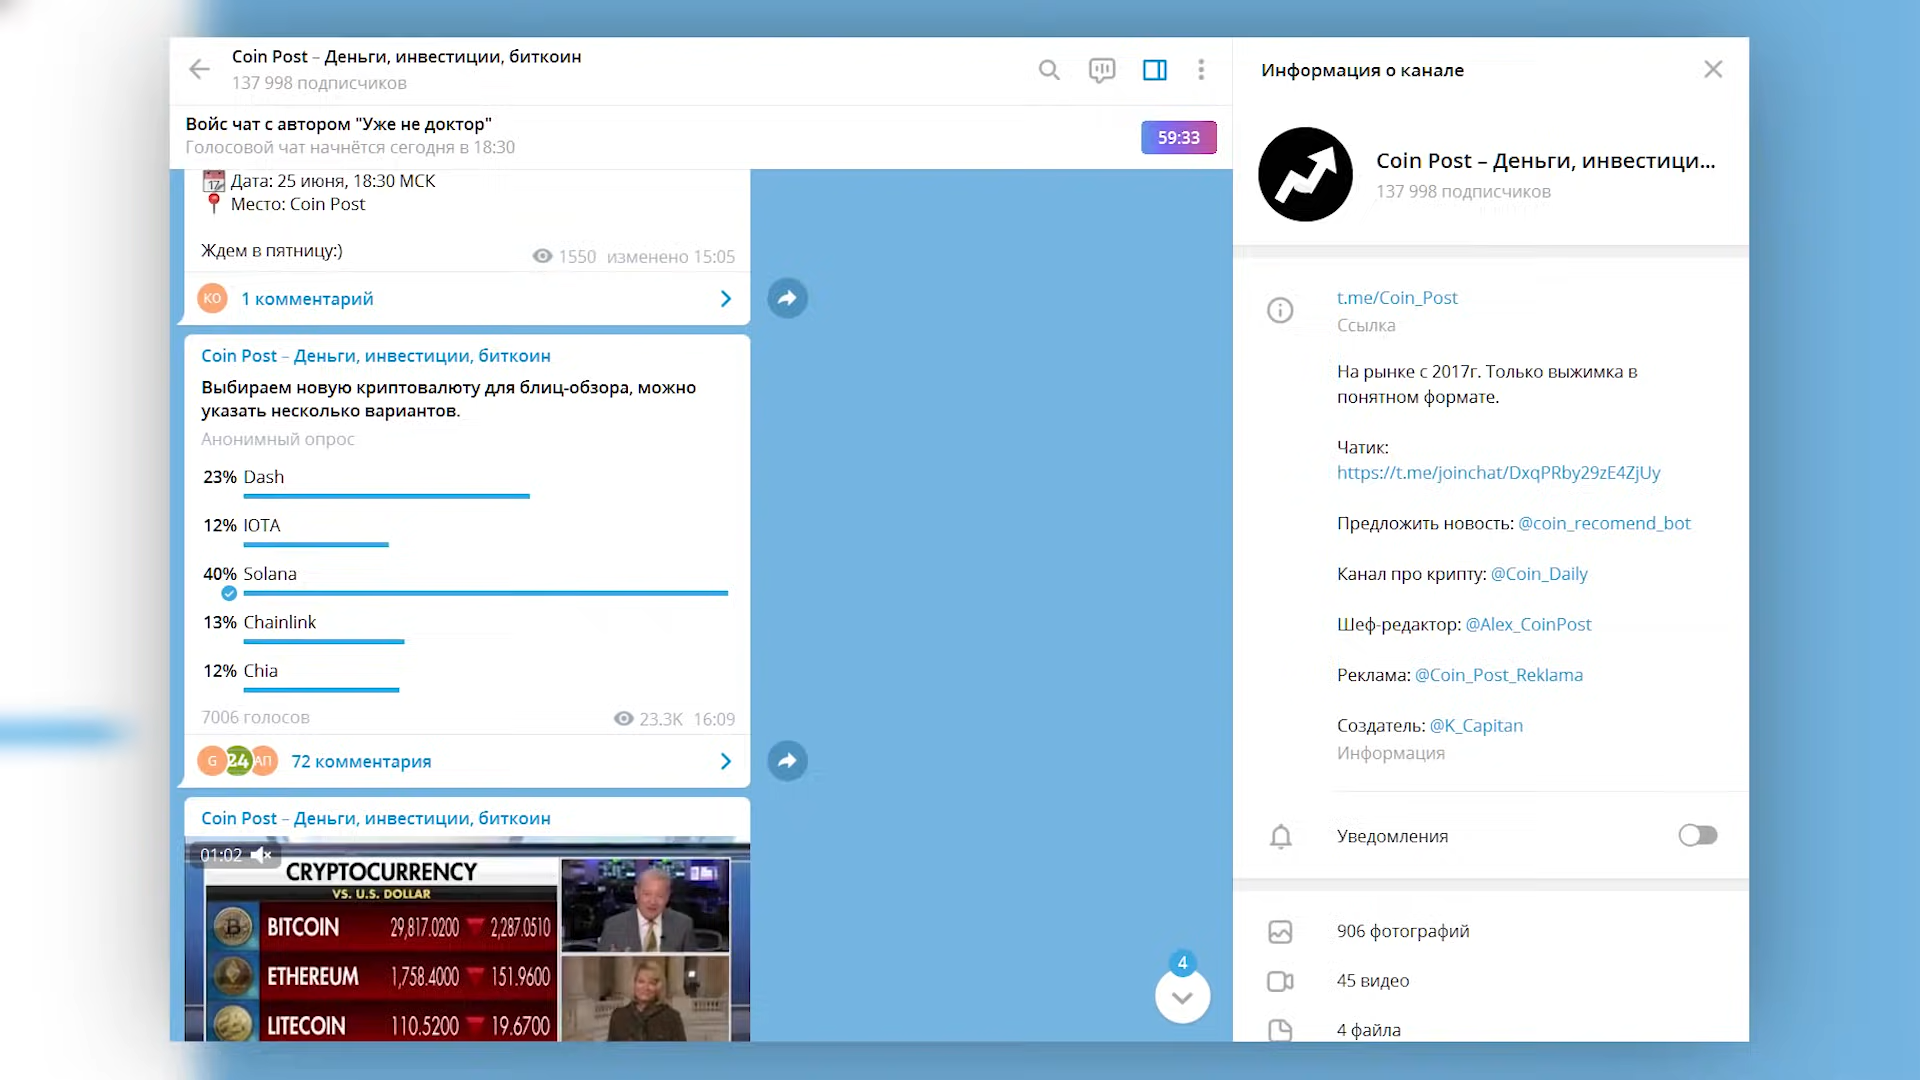 Coin Post – Деньги, инвестиции, биткоин
137 998 подписчиков
Войс чат с автором "Уже не доктор"
Голосовой чат начнётся сегодня в 18:30
59:33
17
Дата: 25 июня, 18:30 МСК
Место: Coin Post
Ждем в пятницу:)
1550 изменено 15:05
КО 1 комментарий
Coin Post – Деньги, инвестиции, биткоин
Выбираем новую криптовалюту для блиц-обзора, можно
указать несколько вариантов.
Анонимный опрос
23% Dash
12% IOTA
40% Solana
13% Chainlink
12% Chia
7006 голосов
23.3K 16:09
G 24 АП 72 комментария
Coin Post – Деньги, инвестиции, биткоин
01:02
CRYPTOCURRENCY
VS. U.S. DOLLAR
BITCOIN 29,817.0200 2,287.0510
ETHEREUM 1,758.4000 151.9600
LITECOIN 110.5200 19.6700
4
Информация о канале
Coin Post – Деньги, инвестици...
137 998 подписчиков
t.me/Coin_Post
Ссылка
На рынке с 2017г. Только выжимка в
понятном формате.
Чатик:
https://t.me/joinchat/DxqPRby29zE4ZjUy
Предложить новость: @coin_recomend_bot
Канал про крипту: @Coin_Daily
Шеф-редактор: @Alex_CoinPost
Реклама: @Coin_Post_Reklama
Создатель: @K_Capitan
Информация
Уведомления
906 фотографий
45 видео
4 файла